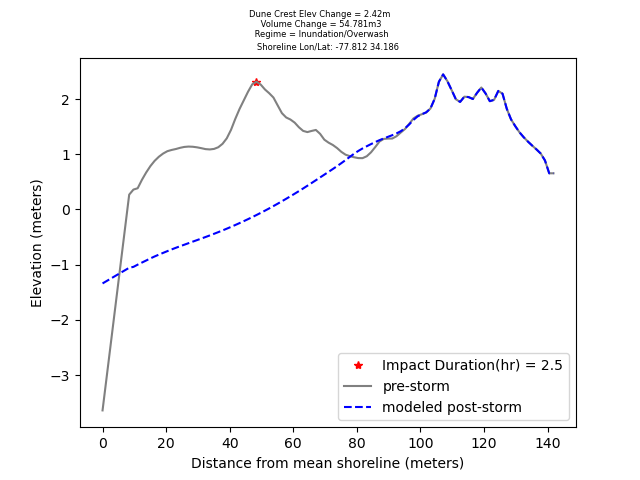 Dune Crest Elev Change = 2.42m
Volume Change = 54.781m3
Regime = Inundation/Overwash
Shoreline Lon/Lat: -77.812 34.186
Elevation (meters)
2
1
0
−1
−2
−3
Impact Duration(hr) = 2.5
pre-storm
modeled post-storm
0 20 40 60 80 100 120 140
Distance from mean shoreline (meters)